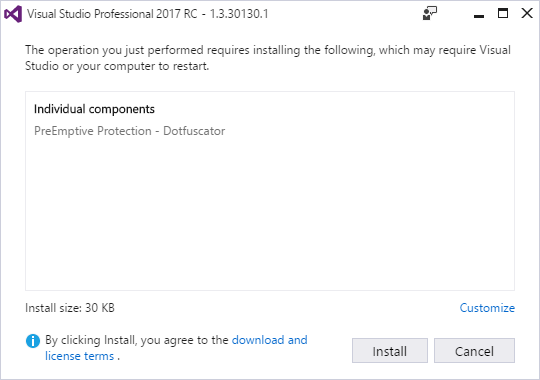 Visual Studio Professional 2017 RC - 1.3.30130.1
The operation you just performed requires installing the following, which may require Visual
Studio or your computer to restart.
Individual components
PreEmptive Protection - Dotfuscator
Install size: 30 KB
Customize
By clicking Install, you agree to the download and
license terms .
Install
Cancel